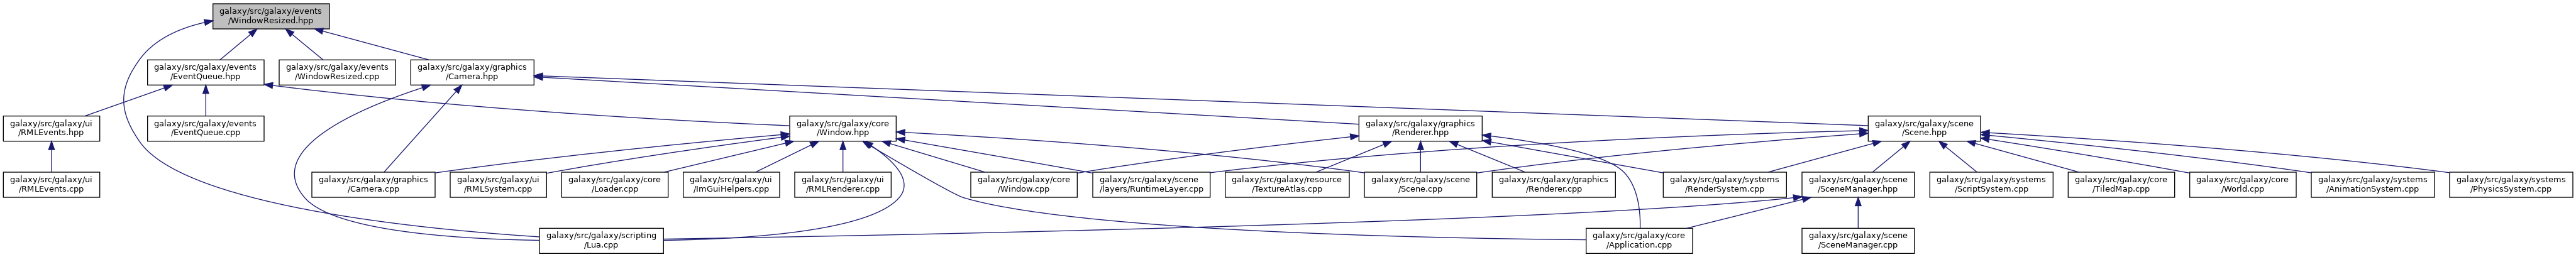 galaxy/src/galaxy/events
/WindowResized.hpp
galaxy/src/galaxy/events
/EventQueue.hpp
galaxy/src/galaxy/events
/WindowResized.cpp
galaxy/src/galaxy/graphics
/Camera.hpp
galaxy/src/galaxy/ui
/RMLEvents.hpp
galaxy/src/galaxy/events
/EventQueue.cpp
galaxy/src/galaxy/core
/Window.hpp
galaxy/src/galaxy/graphics
/Renderer.hpp
galaxy/src/galaxy/scene
/Scene.hpp
galaxy/src/galaxy/ui
/RMLEvents.cpp
galaxy/src/galaxy/graphics
/Camera.cpp
galaxy/src/galaxy/ui
/RMLSystem.cpp
galaxy/src/galaxy/core
/Loader.cpp
galaxy/src/galaxy/ui
/ImGuiHelpers.cpp
galaxy/src/galaxy/ui
/RMLRenderer.cpp
galaxy/src/galaxy/core
/Window.cpp
galaxy/src/galaxy/scene
/layers/RuntimeLayer.cpp
galaxy/src/galaxy/resource
/TextureAtlas.cpp
galaxy/src/galaxy/scene
/Scene.cpp
galaxy/src/galaxy/graphics
/Renderer.cpp
galaxy/src/galaxy/systems
/RenderSystem.cpp
galaxy/src/galaxy/scene
/SceneManager.hpp
galaxy/src/galaxy/systems
/ScriptSystem.cpp
galaxy/src/galaxy/core
/TiledMap.cpp
galaxy/src/galaxy/core
/World.cpp
galaxy/src/galaxy/systems
/AnimationSystem.cpp
galaxy/src/galaxy/systems
/PhysicsSystem.cpp
galaxy/src/galaxy/scripting
/Lua.cpp
galaxy/src/galaxy/core
/Application.cpp
galaxy/src/galaxy/scene
/SceneManager.cpp